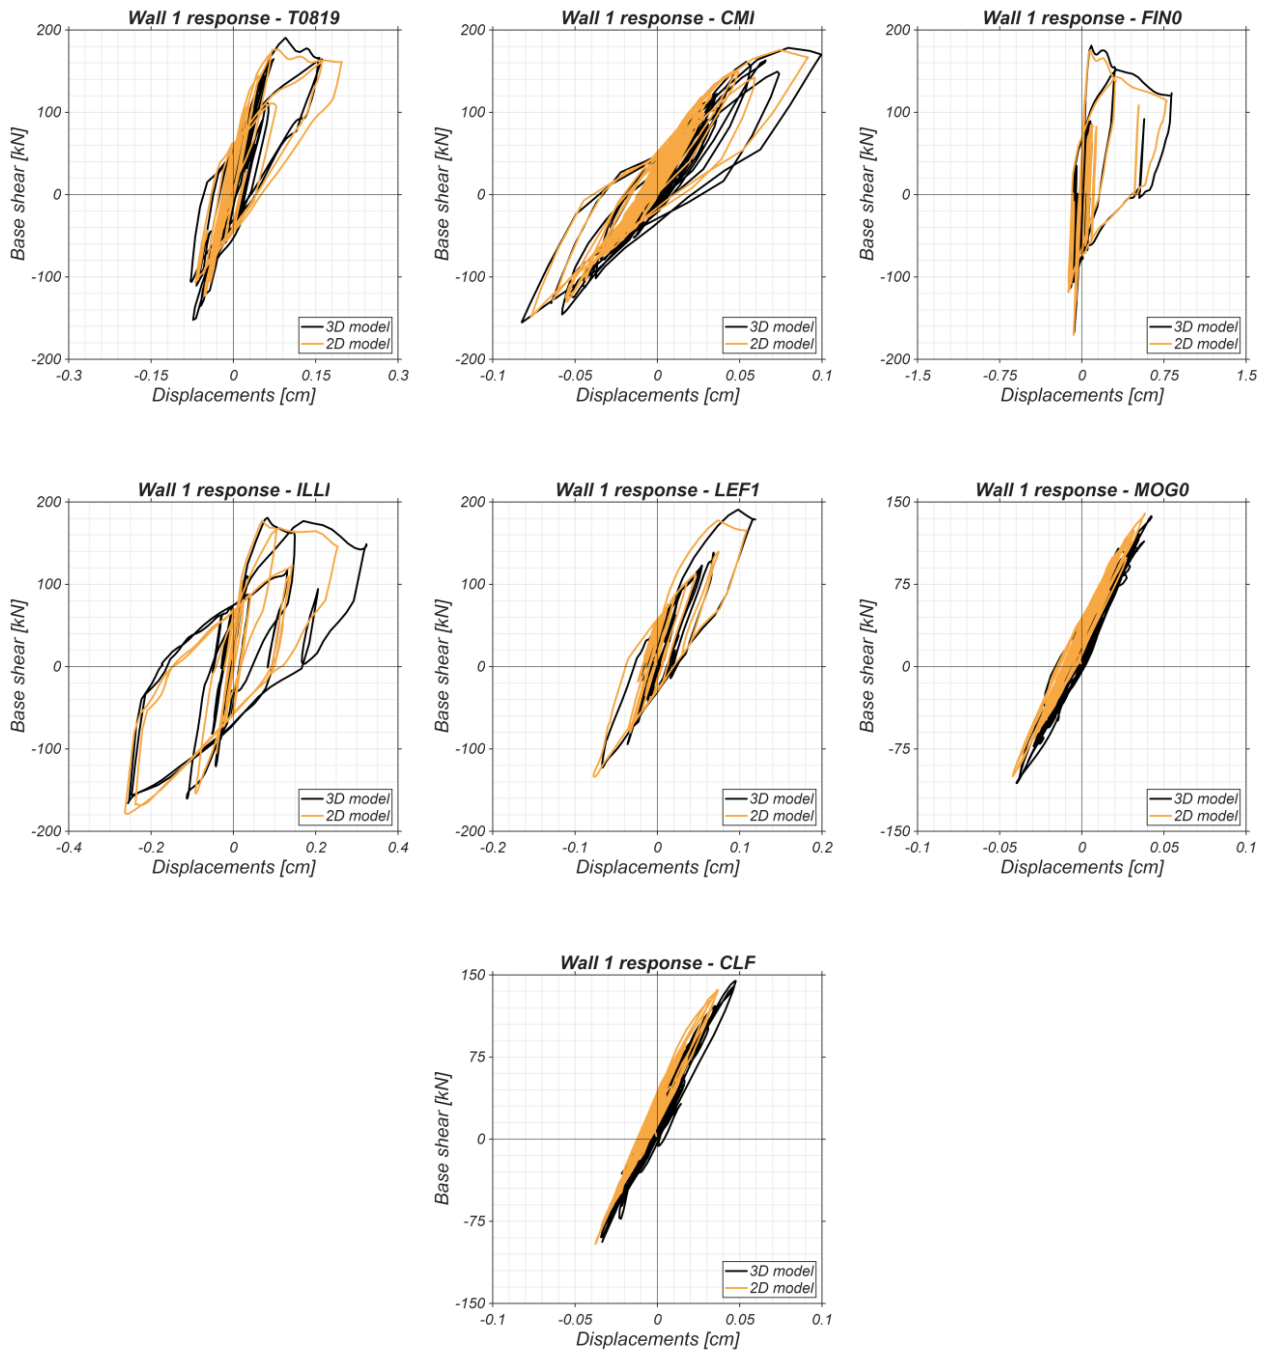 Wall 1 response - T0819
200
100
0
-100
-200
Base shear [kN]
3D model
2D model
-0.3 -0.15 0 0.15 0.3
Displacements [cm]
Wall 1 response - CMI
200
100
0
-100
-200
Base shear [kN]
3D model
2D model
-0.1 -0.05 0 0.05 0.1
Displacements [cm]
Wall 1 response - FIN0
200
100
0
-100
-200
Base shear [kN]
3D model
2D model
-1.5 -0.75 0 0.75 1.5
Displacements [cm]
Wall 1 response - ILLI
200
100
0
-100
-200
Base shear [kN]
3D model
2D model
-0.4 -0.2 0 0.2 0.4
Displacements [cm]
Wall 1 response - LEF1
200
100
0
-100
-200
Base shear [kN]
3D model
2D model
-0.2 -0.1 0 0.1 0.2
Displacements [cm]
Wall 1 response - MOG0
150
75
0
-75
-150
Base shear [kN]
3D model
2D model
-0.1 -0.05 0 0.05 0.1
Displacements [cm]
Wall 1 response - CLF
150
75
0
-75
-150
Base shear [kN]
3D model
2D model
-0.1 -0.05 0 0.05 0.1
Displacements [cm]